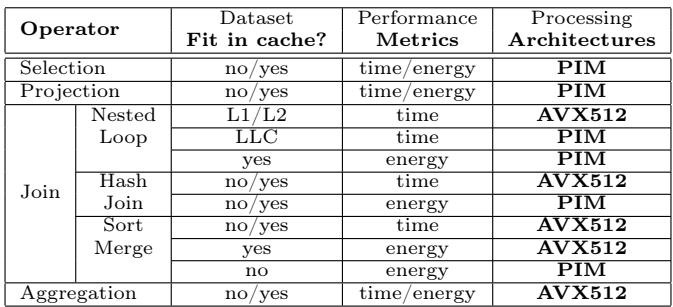 Operator Dataset Performance Processing
Fit in cache? Metrics Architectures
Selection no/yes time/energy PIM
Projection no/yes time/energy PIM
Join Nested L1/L2 time AVX512
Loop LLC time PIM
yes energy PIM
Hash no/yes time AVX512
Join no/yes energy PIM
Sort no/yes time AVX512
Merge yes energy AVX512
no energy PIM
Aggregation no/yes time/energy AVX512